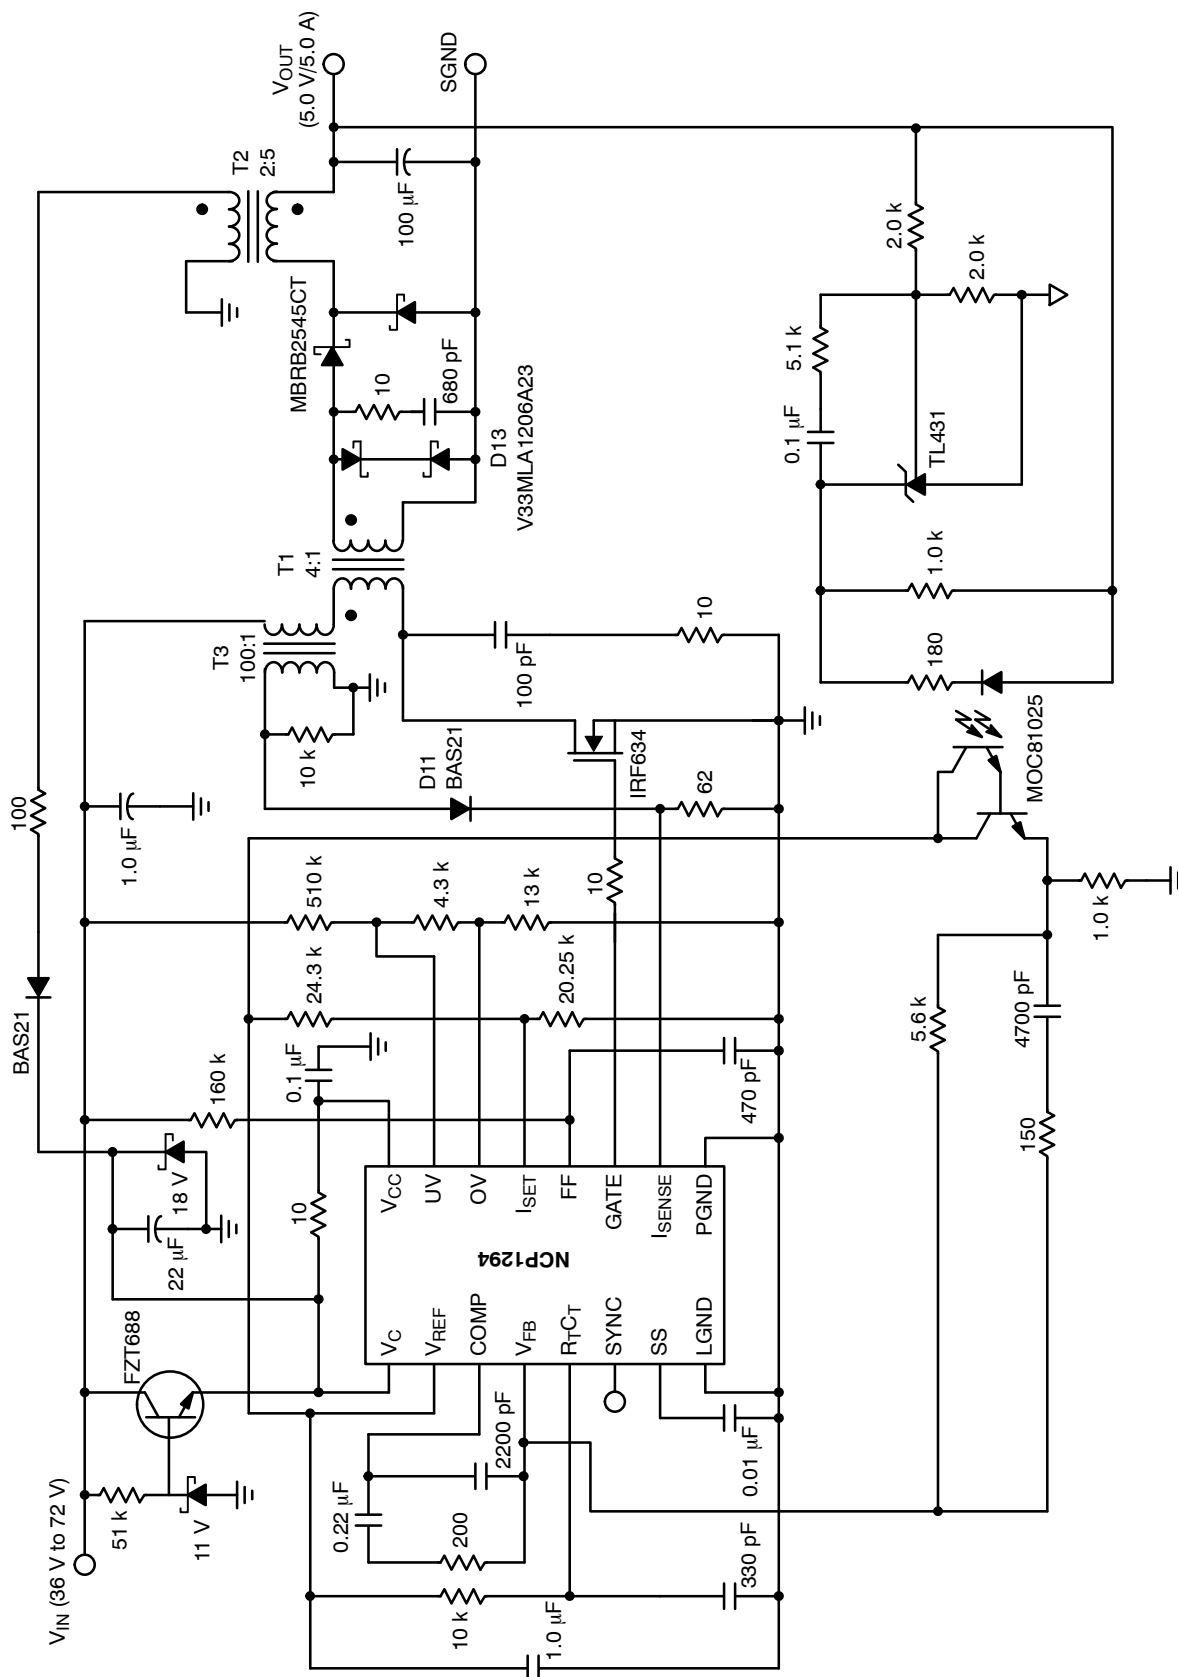 V_IN (36 V to 72 V)
51 k
11 V
FZT688
22 µF
18 V
BAS21
100
160 k
1.0 µF
0.1 µF
10
24.3 k
510 k
4.3 k
13 k
20.25 k
T3
100:1
10 k
D11
BAS21
T1
4:1
T2
2:5
MBRB2545CT
10
680 pF
D13
V33MLA1206A23
100 µF
V_OUT
(5.0 V/5.0 A)
SGND
NCP1294
V_C
V_REF
COMP
V_FB
R_TC_T
SYNC
SS
LGND
V_CC
UV
OV
I_SET
FF
GATE
I_SENSE
PGND
0.22 µF
200
2200 pF
10 k
1.0 µF
330 pF
0.01 µF
470 pF
10
62
IRF634
100 pF
10
5.6 k
4700 pF
150
1.0 k
MOC81025
180
1.0 k
TL431
0.1 µF
5.1 k
2.0 k
2.0 k